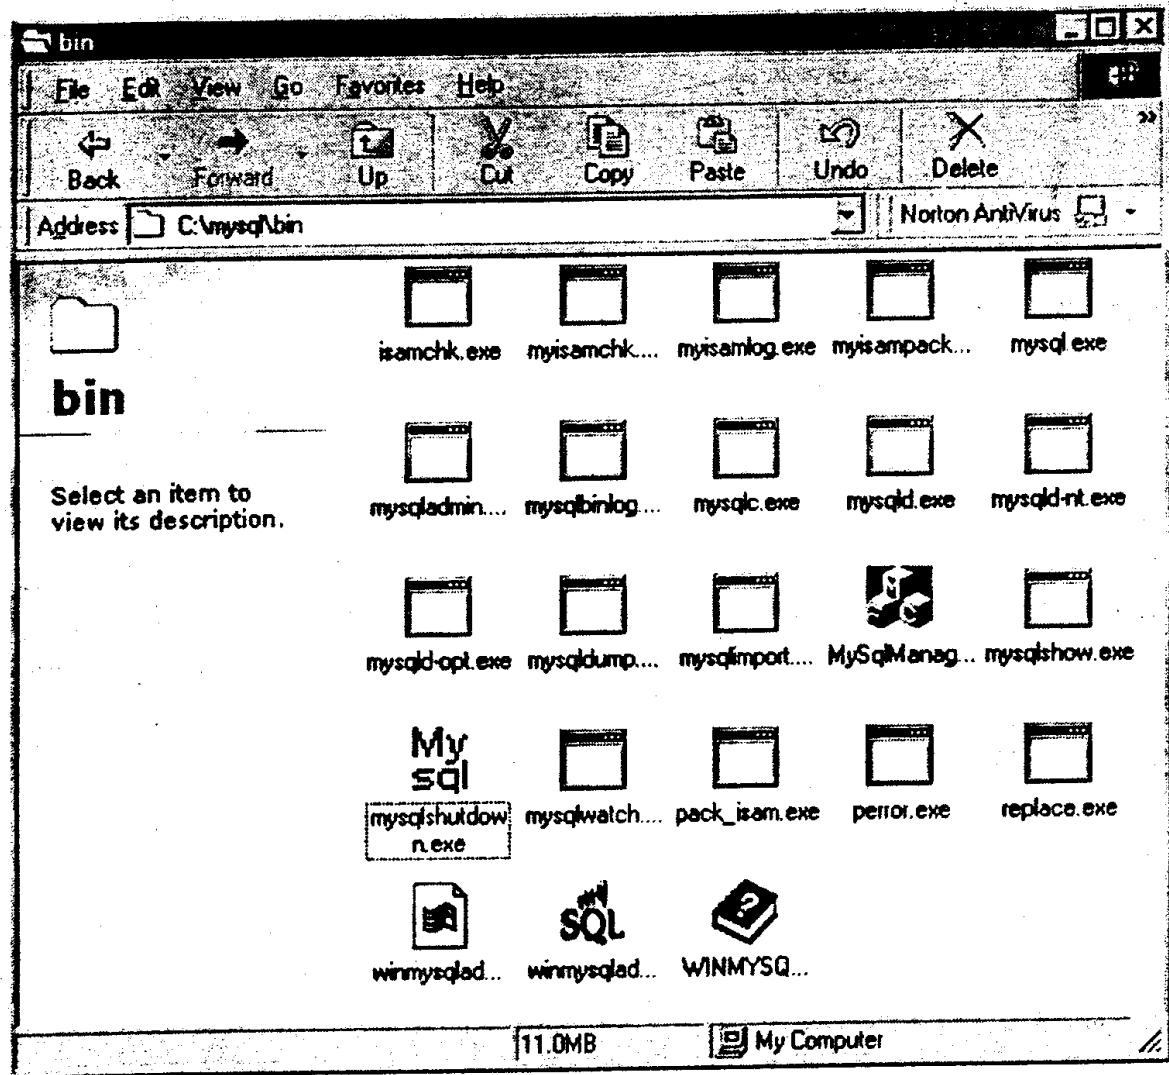 bin
File Edit View Go Favorites Help
Back Forward Up Cut Copy Paste Undo Delete »
Address C:\mysql\bin Norton AntiVirus
bin
Select an item to
view its description.
isamchk.exe myisamchk.... myisamlog.exe myisampack... mysql.exe
mysqladmin.... mysqlbinlog.... mysqlc.exe mysqld.exe mysqld-nt.exe
mysqld-opt.exe mysqldump.... mysqlimport.... MySqlManag... mysqlshow.exe
My
sql
mysqlshutdow
n.exe
mysqlwatch.... pack_isam.exe perror.exe replace.exe
my
SQL
winmysqlad... winmysqlad... WINMYSQ...
11.0MB My Computer